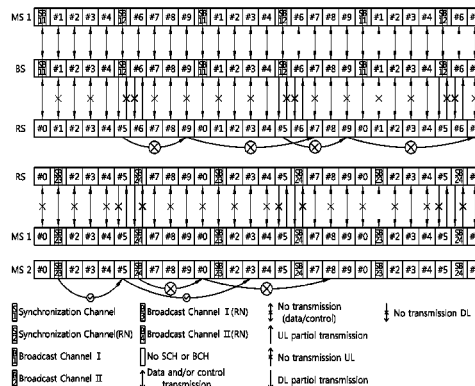 MS 1 #1 #2 #3 #4 #6 #7 #8 #9 #1 #2 #3 #4 #6 #7 #8 #9 #1 #2 #3 #4 #6
BS #1 #2 #3 #4 #6 #7 #8 #9 #1 #2 #3 #4 #6 #7 #8 #9 #1 #2 #3 #4 #6
RS #0 #1 #2 #3 #4 #5 #6 #7 #8 #9 #0 #1 #2 #3 #4 #5 #6 #7 #8 #9 #0 #1 #2 #3 #4 #5 #6
RS #0 #2 #3 #4 #5 #7 #8 #9 #0 #2 #3 #4 #5 #7 #8 #9 #0 #2 #3 #4 #5
MS 1 #0 #2 #3 #4 #5 #7 #8 #9 #0 #2 #3 #4 #5 #7 #8 #9 #0 #2 #3 #4 #5
MS 2 #0 #2 #3 #4 #5 #7 #8 #9 #0 #2 #3 #4 #5 #7 #8 #9 #0 #2 #3 #4 #5
Synchronization Channel
Synchronization Channel(RN)
Broadcast Channel I
Broadcast Channel II
Broadcast Channel I(RN)
Broadcast Channel II(RN)
No SCH or BCH
Data and/or control
transmission
No transmission
(data/control)
UL partial transmission
No transmission UL
DL partial transmission
No transmission DL